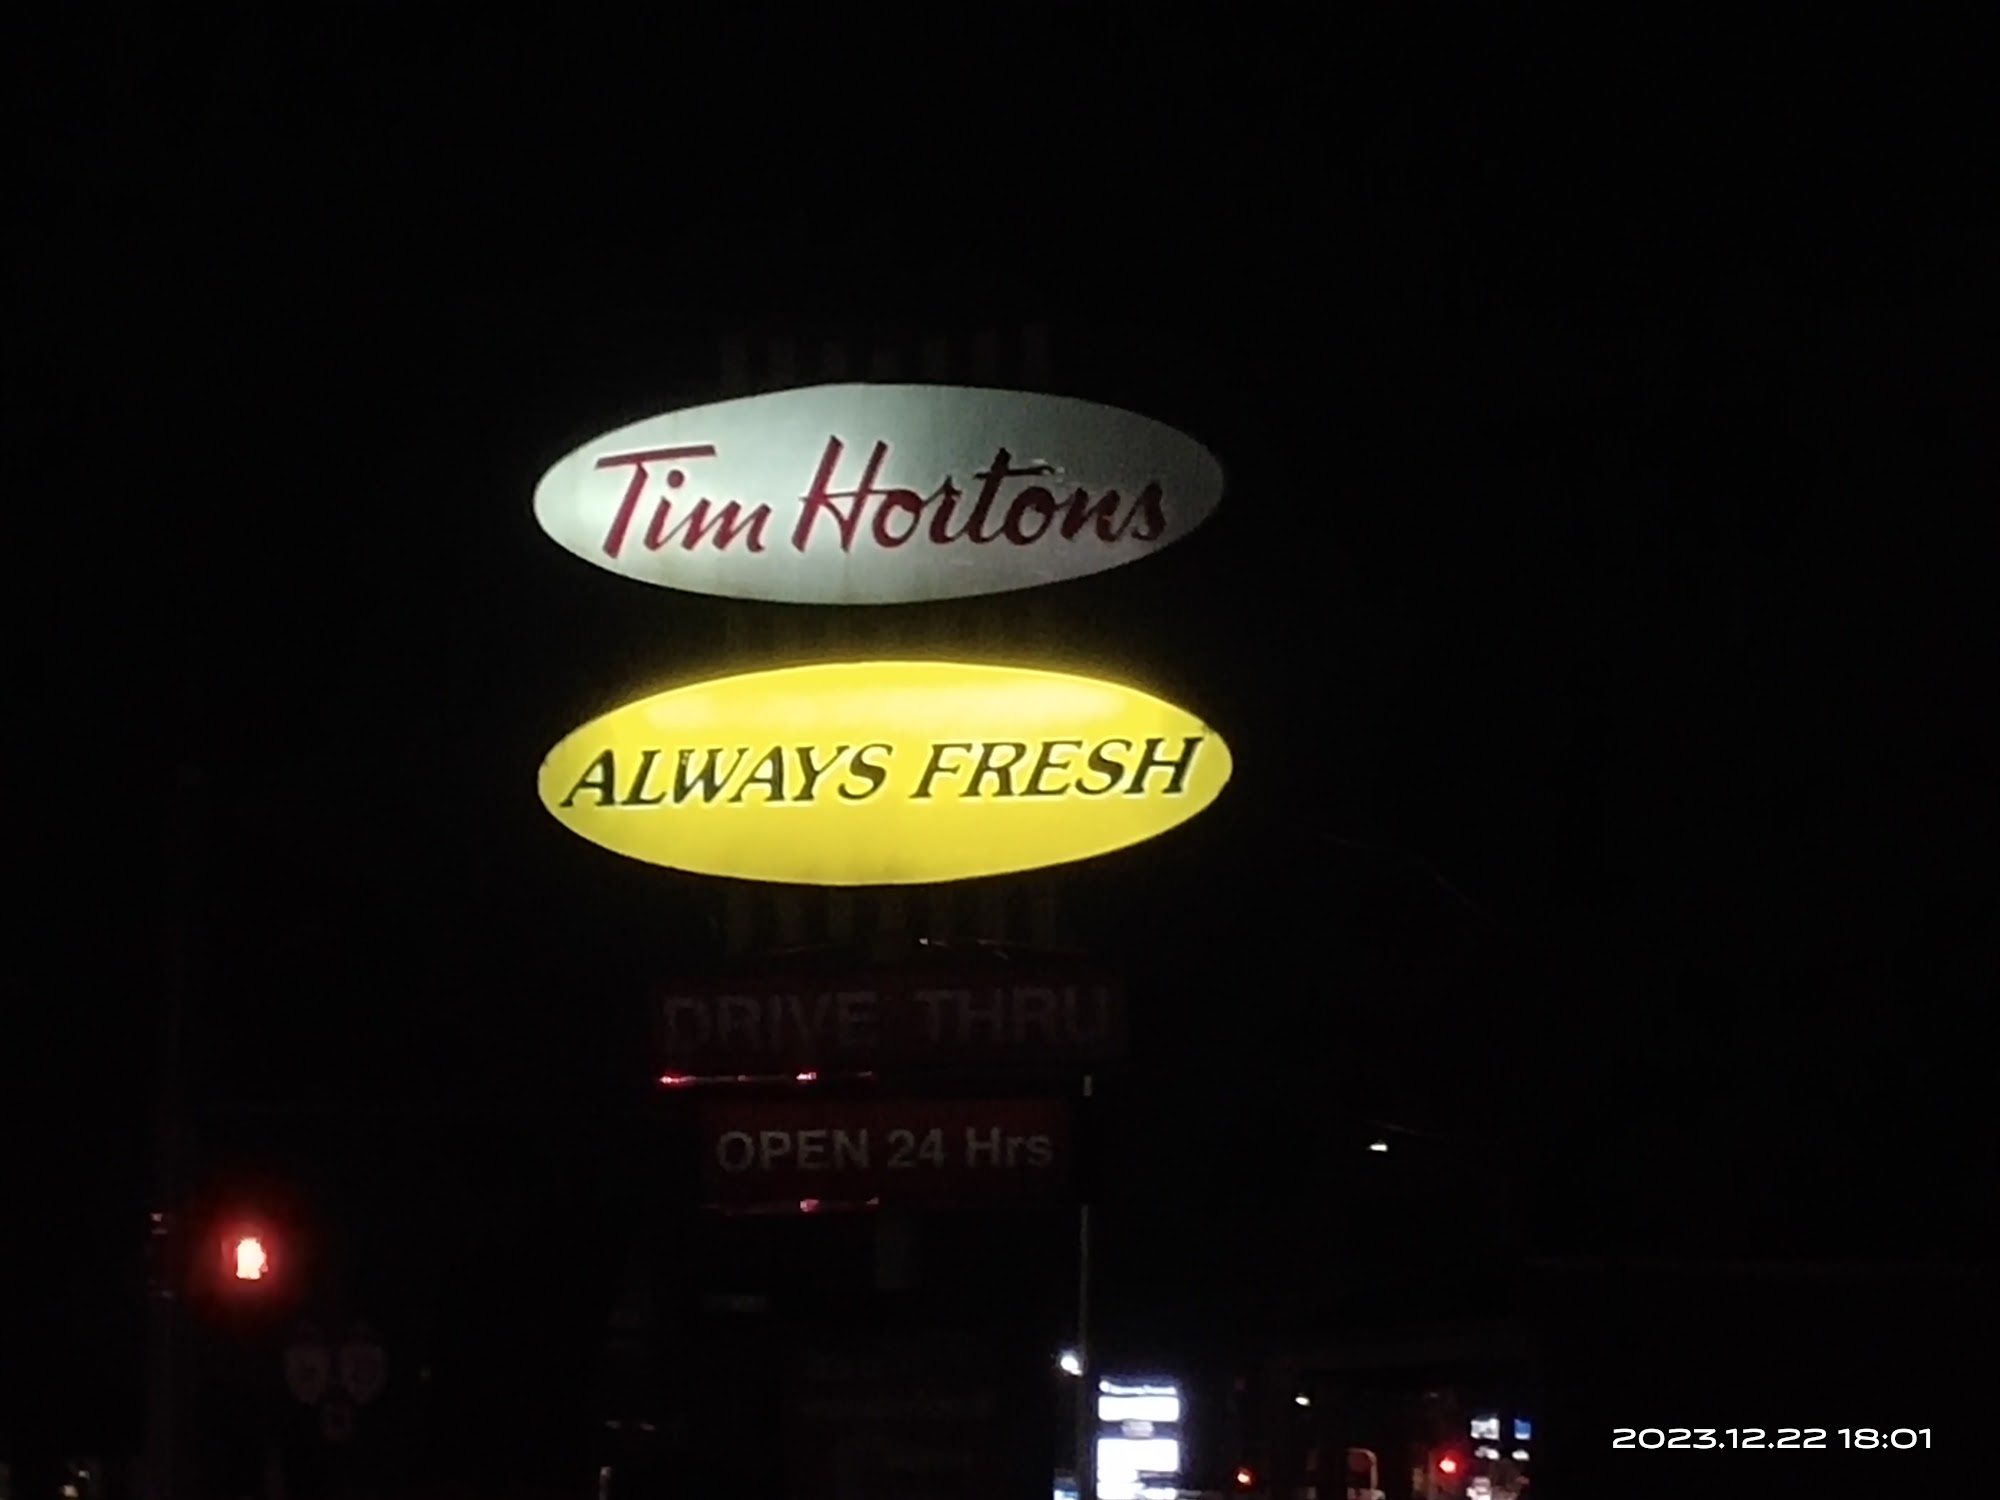 Tim Hortons
ALWAYS FRESH
DRIVE THRU
OPEN 24 Hrs
2023.12.22 18:01